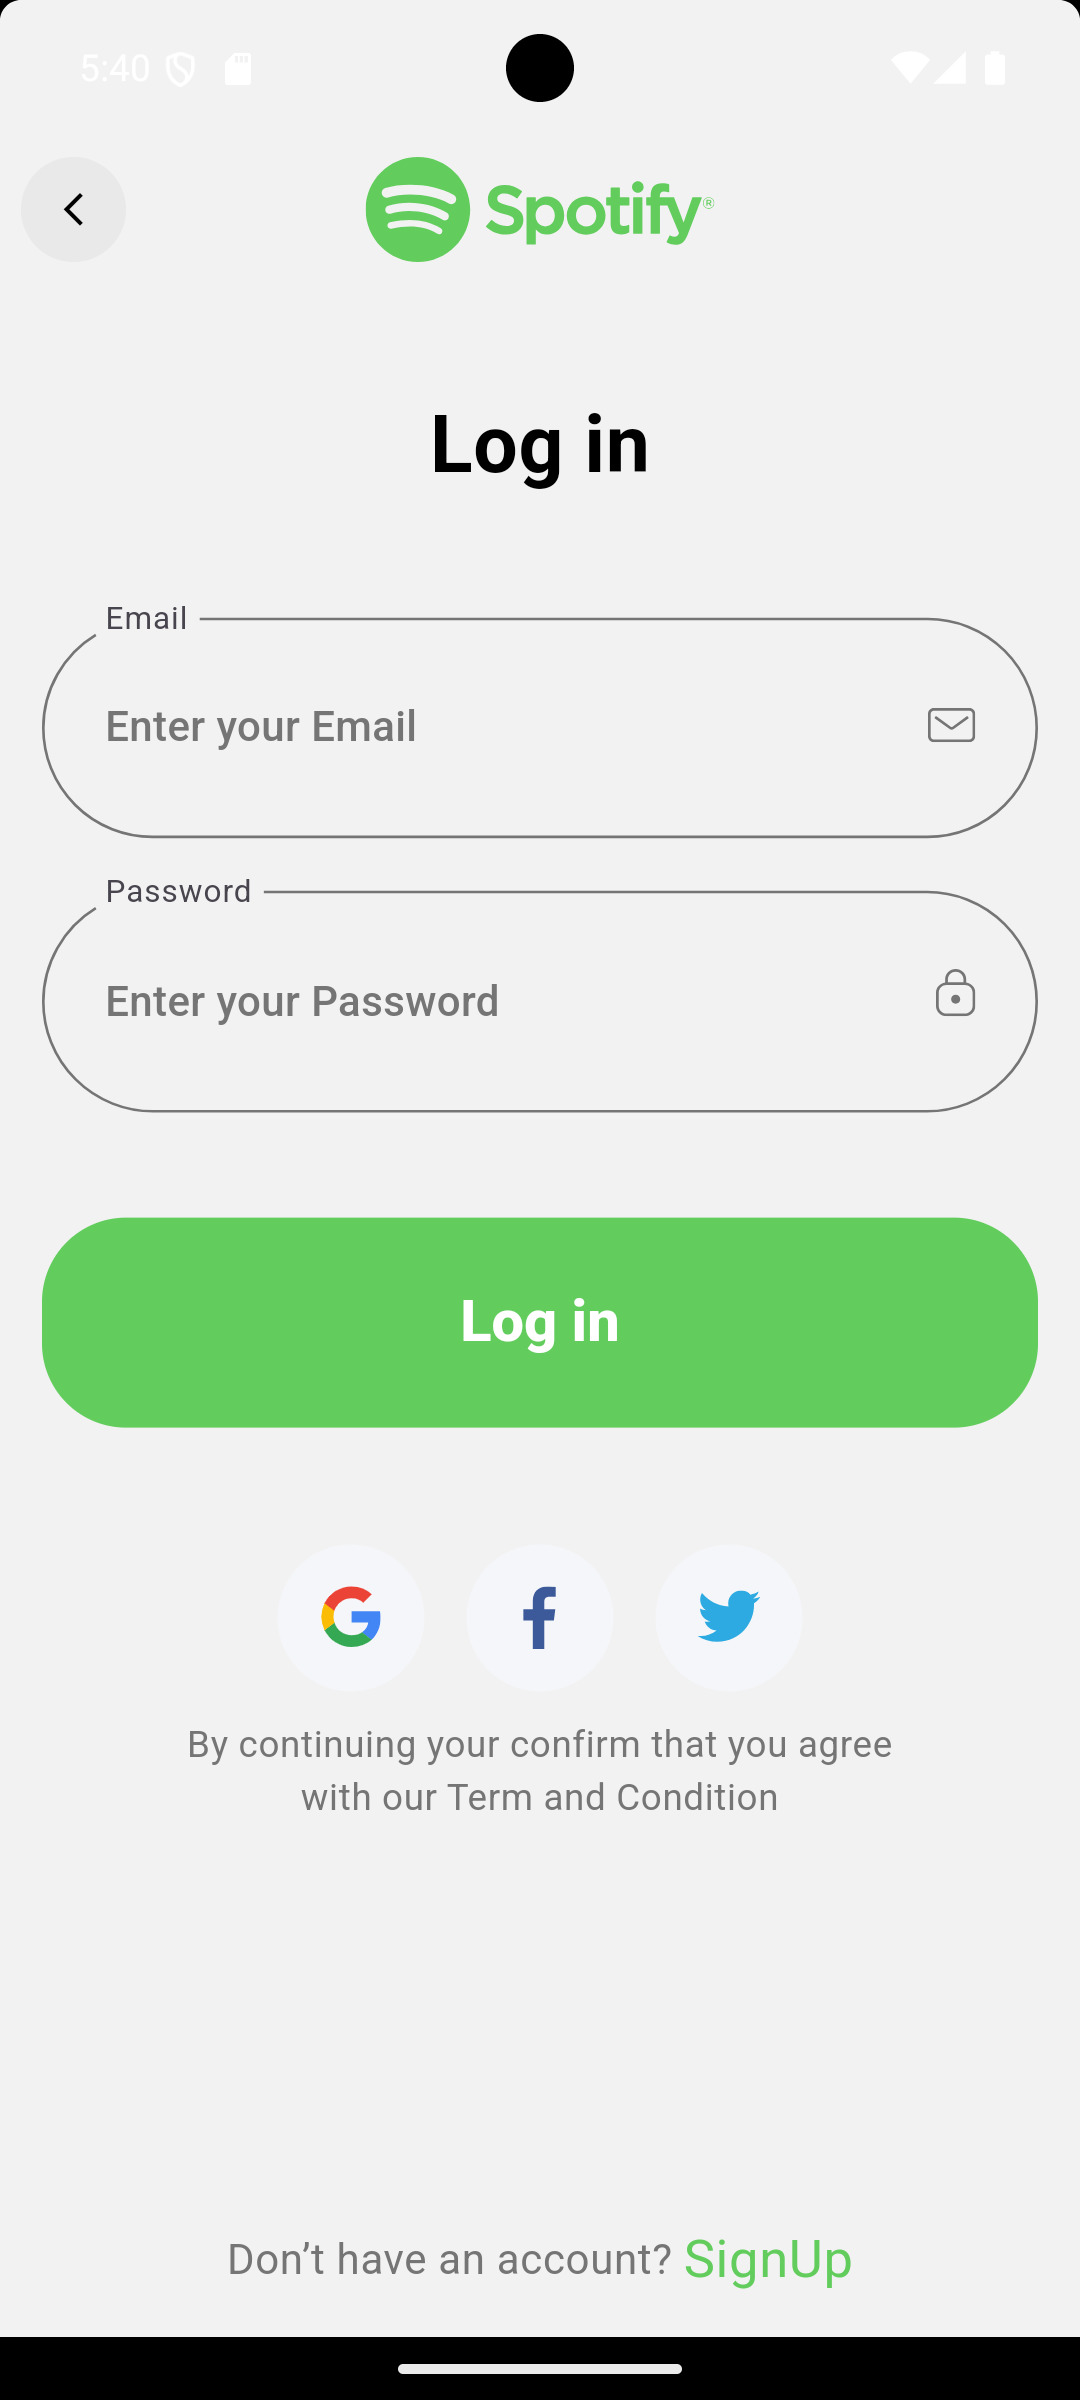 5:40
Spotify®
Log in
Email
Enter your Email
Password
Enter your Password
Log in
By continuing your confirm that you agree
with our Term and Condition
Don’t have an account? SignUp